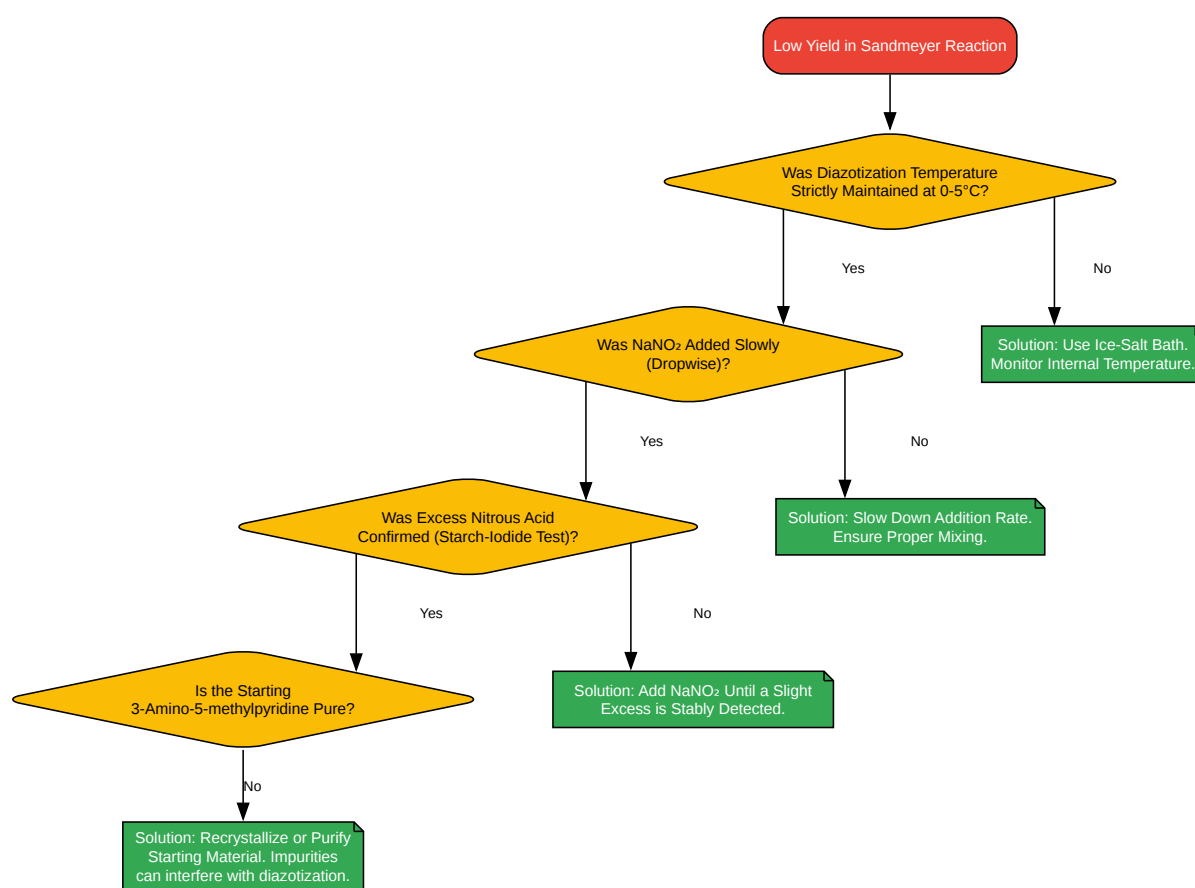 Low Yield in Sandmeyer Reaction
Was Diazotization Temperature
Strictly Maintained at 0-5°C?
Yes
No
Was NaNO₂ Added Slowly
(Dropwise)?
Solution: Use Ice-Salt Bath.
Monitor Internal Temperature.
Yes
No
Was Excess Nitrous Acid
Confirmed (Starch-Iodide Test)?
Solution: Slow Down Addition Rate.
Ensure Proper Mixing.
Yes
No
Is the Starting
3-Amino-5-methylpyridine Pure?
Solution: Add NaNO₂ Until a Slight
Excess is Stably Detected.
No
Solution: Recrystallize or Purify
Starting Material. Impurities
can interfere with diazotization.